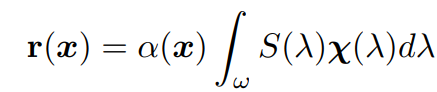 r(x) = α(x) ∫_ω S(λ)χ(λ)dλ